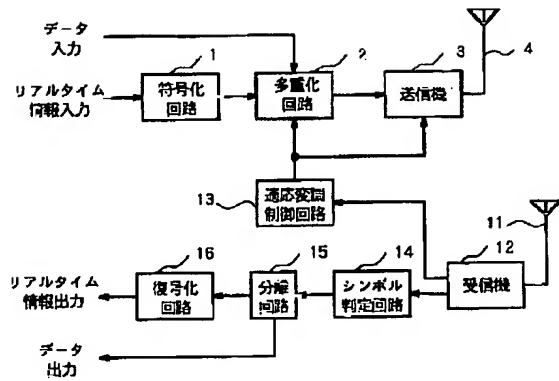 データ
入力
1
2
3
4
リアルタイム
情報入力
符号化
回路
多重化
回路
送信機
13
適応変調
制御回路
11
16
15
14
12
リアルタイム
情報出力
復号化
回路
分離
回路
シンボル
判定回路
受信機
データ
出力